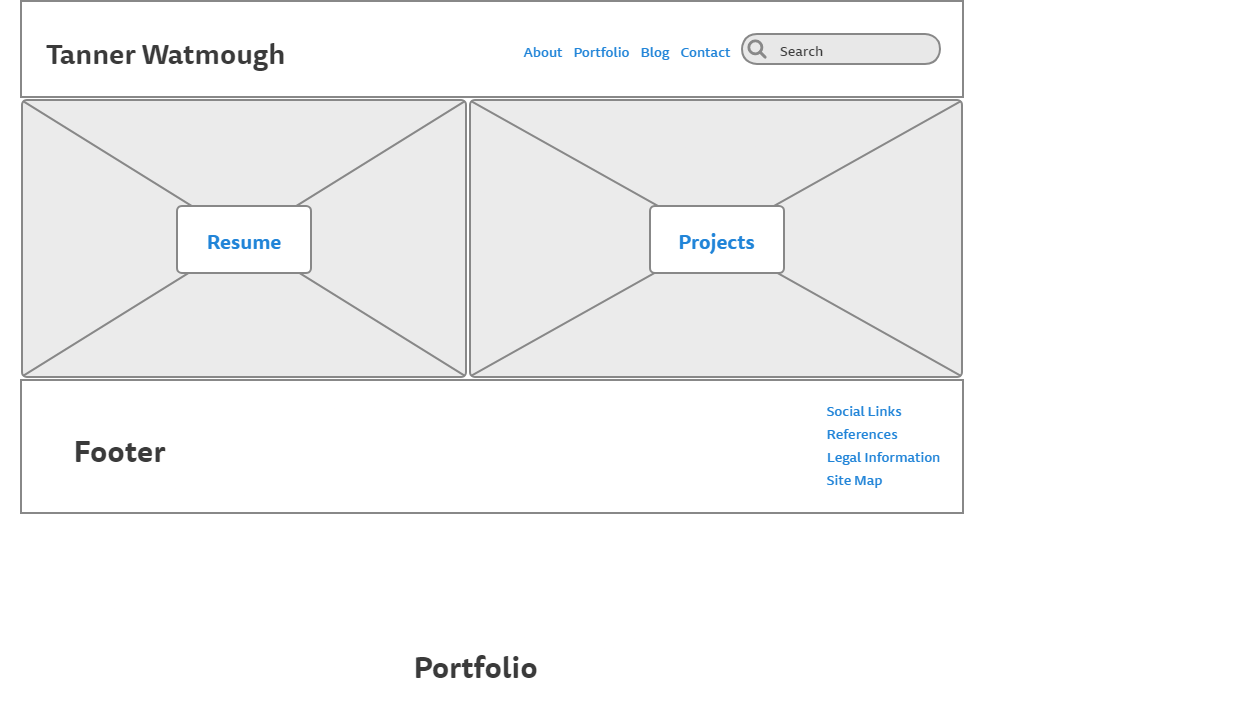 Tanner Watmough
About Portfolio Blog Contact Search
Resume Projects
Footer
Social Links
References
Legal Information
Site Map
Portfolio